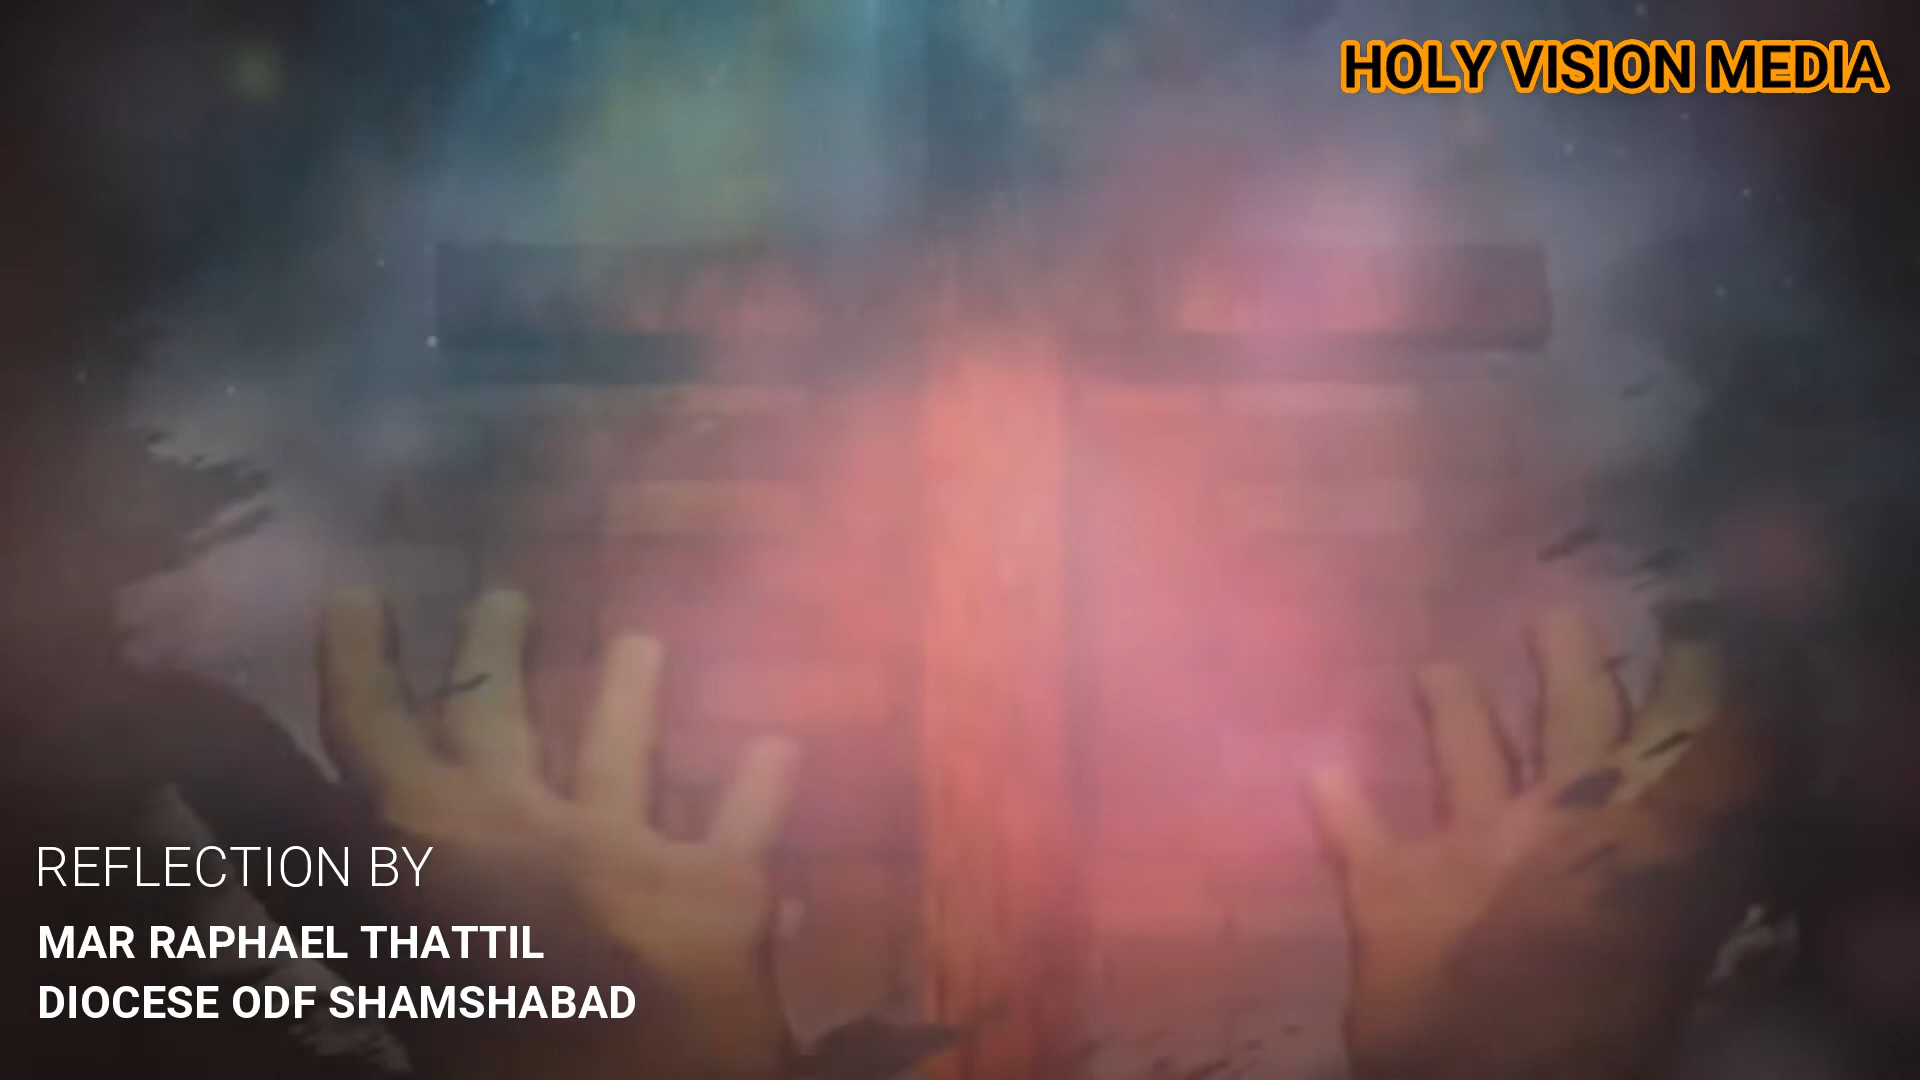 HOLY VISION MEDIA
REFLECTION BY
MAR RAPHAEL THATTIL
DIOCESE ODF SHAMSHABAD